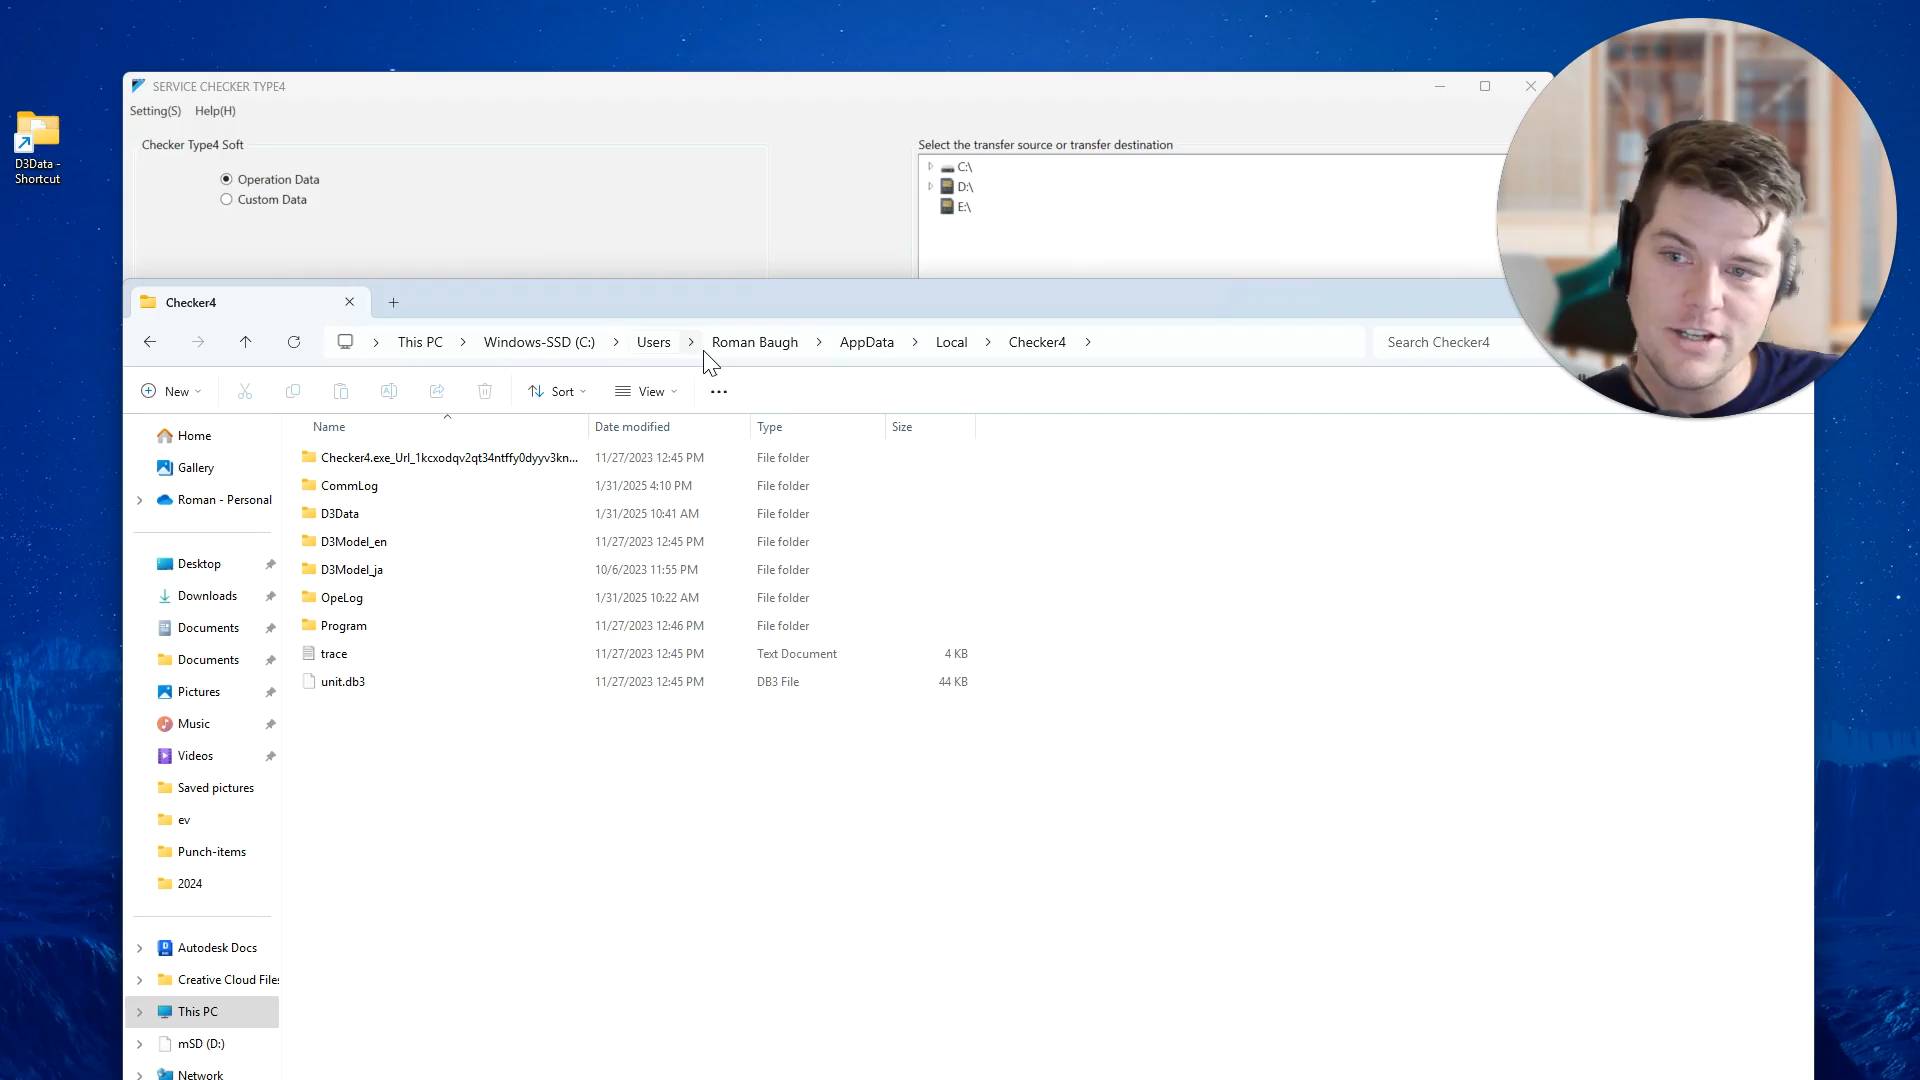 D3Data -
Shortcut
SERVICE CHECKER TYPE4
Setting(S) Help(H)
Checker Type4 Soft
Operation Data
Custom Data
Select the transfer source or transfer destination
C:\
D:\
E:\
Checker4
This PC > Windows-SSD (C:) > Users > Roman Baugh > AppData > Local > Checker4 >
Search Checker4
New Sort View
Name Date modified Type Size
Checker4.exe_Url_1kcxodqv2qt34ntffy0dyyv3kn... 11/27/2023 12:45 PM File folder
CommLog 1/31/2025 4:10 PM File folder
D3Data 1/31/2025 10:41 AM File folder
D3Model_en 11/27/2023 12:45 PM File folder
D3Model_ja 10/6/2023 11:55 PM File folder
OpeLog 1/31/2025 10:22 AM File folder
Program 11/27/2023 12:46 PM File folder
trace 11/27/2023 12:45 PM Text Document 4 KB
unit.db3 11/27/2023 12:45 PM DB3 File 44 KB
Home
Gallery
Roman - Personal
Desktop
Downloads
Documents
Documents
Pictures
Music
Videos
Saved pictures
ev
Punch-items
2024
Autodesk Docs
Creative Cloud Files
This PC
mSD (D:)
Network